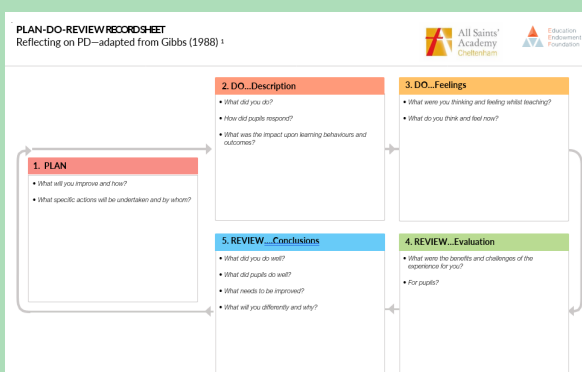 PLAN-DO-REVIEW RECORD SHEET
Reflecting on PD—adapted from Gibbs (1988) 1
All Saints'
Academy
Cheltenham
Education
Endowment
Foundation
1. PLAN
• What will you improve and how?
• What specific actions will be undertaken and by whom?
2. DO...Description
• What did you do?
• How did pupils respond?
• What was the impact upon learning behaviours and
outcomes?
3. DO...Feelings
• What were you thinking and feeling whilst teaching?
• What do you think and feel now?
4. REVIEW...Evaluation
• What were the benefits and challenges of the
experience for you?
• For pupils?
5. REVIEW....Conclusions
• What did you do well?
• What did pupils do well?
• What needs to be improved?
• What will you differently and why?